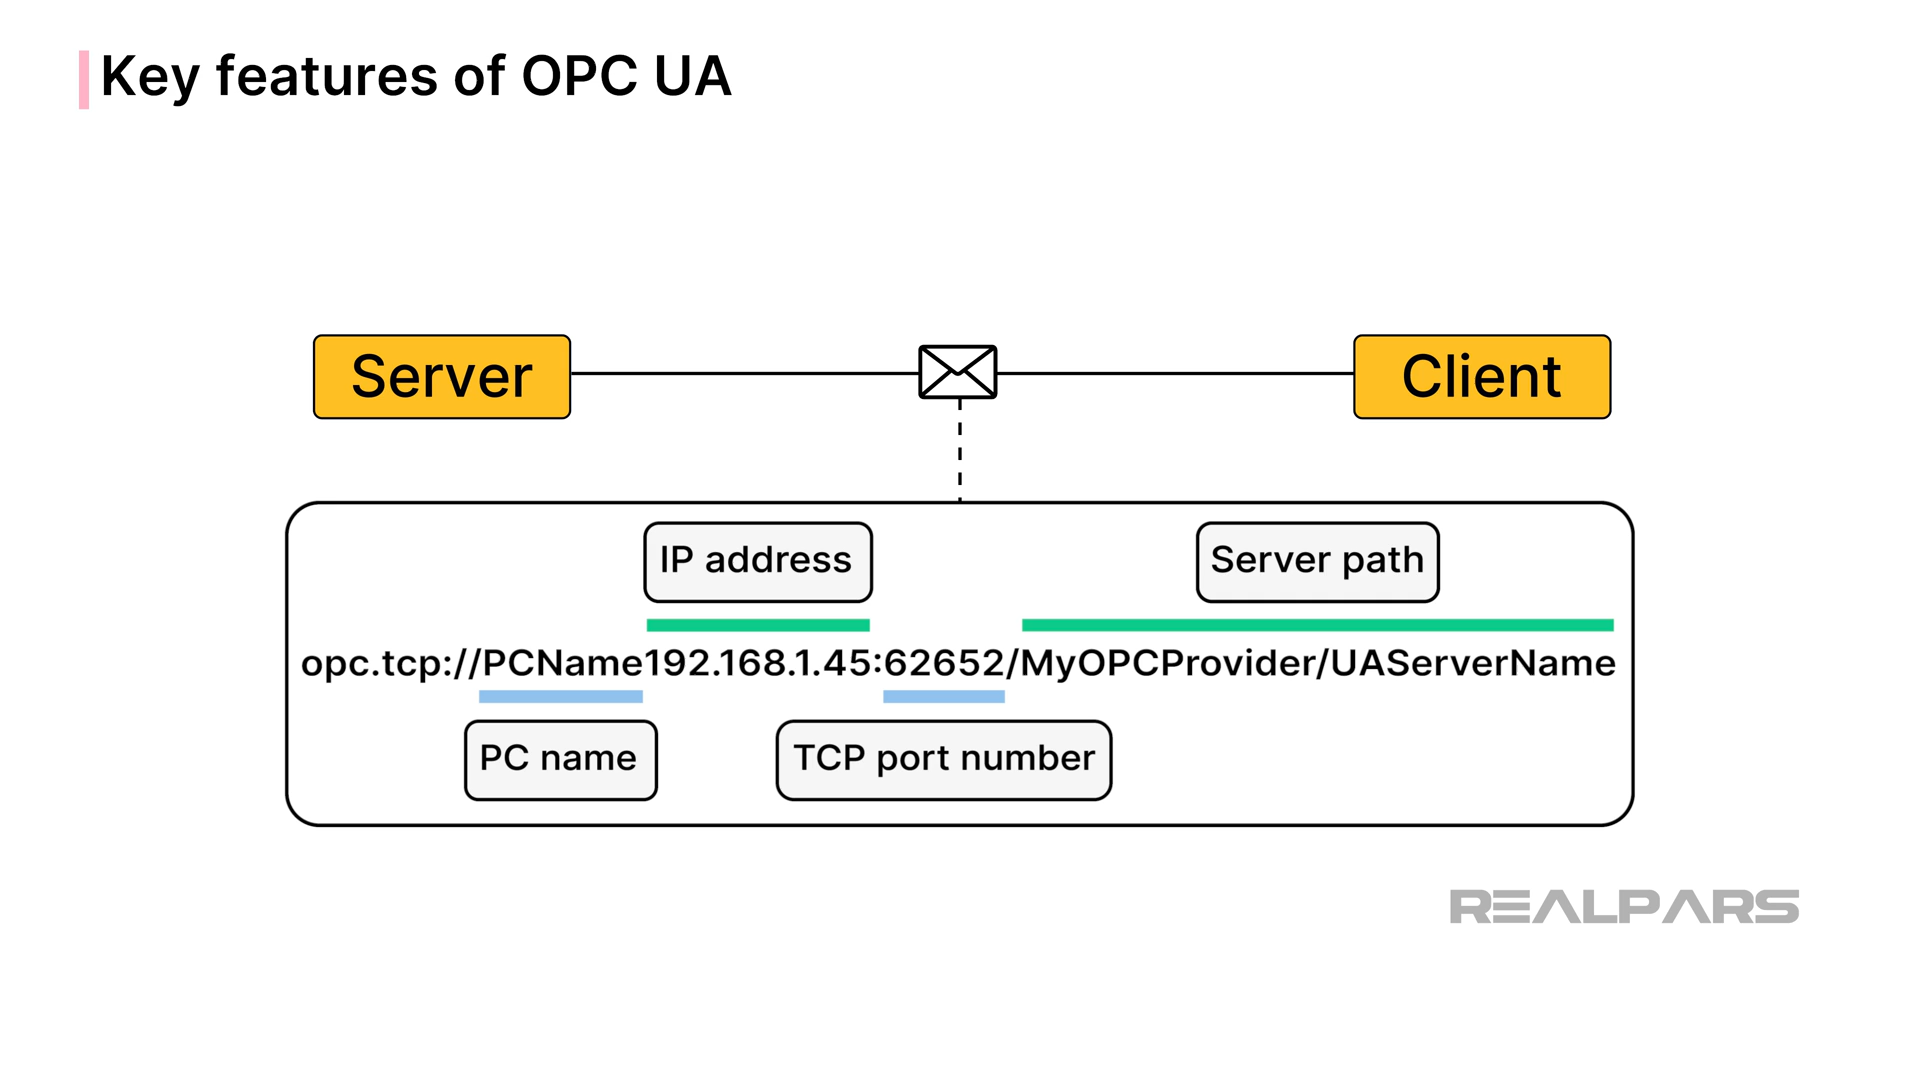 Key features of OPC UA
Server
Client
IP address
Server path
opc.tcp://PCName192.168.1.45:62652/MyOPCProvider/UAServerName
PC name
TCP port number
REALPARS